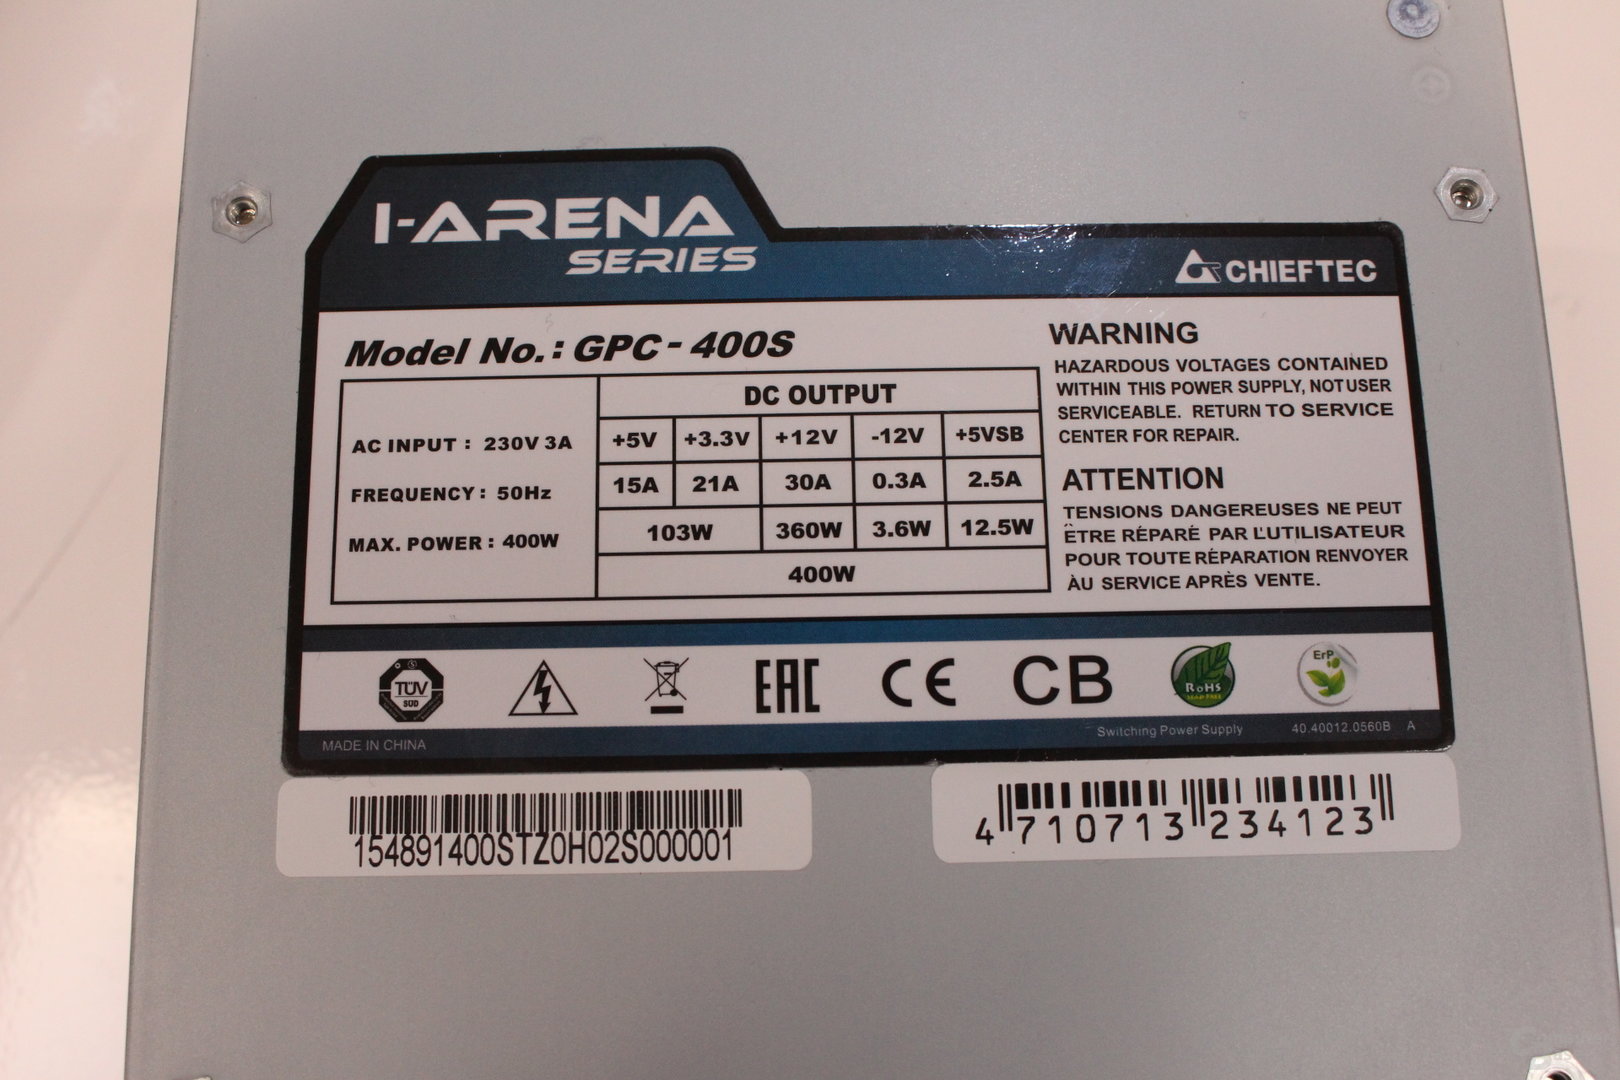 I-ARENA
SERIES
CHIEFTEC
Model No.: GPC-400S
AC INPUT : 230V 3A
FREQUENCY : 50Hz
MAX. POWER : 400W
DC OUTPUT
+5V +3.3V +12V -12V +5VSB
15A 21A 30A 0.3A 2.5A
103W 360W 3.6W 12.5W
400W
WARNING
HAZARDOUS VOLTAGES CONTAINED
WITHIN THIS POWER SUPPLY, NOT USER
SERVICEABLE. RETURN TO SERVICE
CENTER FOR REPAIR.
ATTENTION
TENSIONS DANGEREUSES NE PEUT
ÊTRE RÉPARÉ PAR L'UTILISATEUR
POUR TOUTE RÉPARATION RENVOYER
ÀU SERVICE APRÈS VENTE.
TÜV
SÜD
EAC
CE
CB
RoHS
LEAD FREE
ErP
MADE IN CHINA
Switching Power Supply 40.40012.0560B A
154891400STZ0H02S000001
4 710713 234123